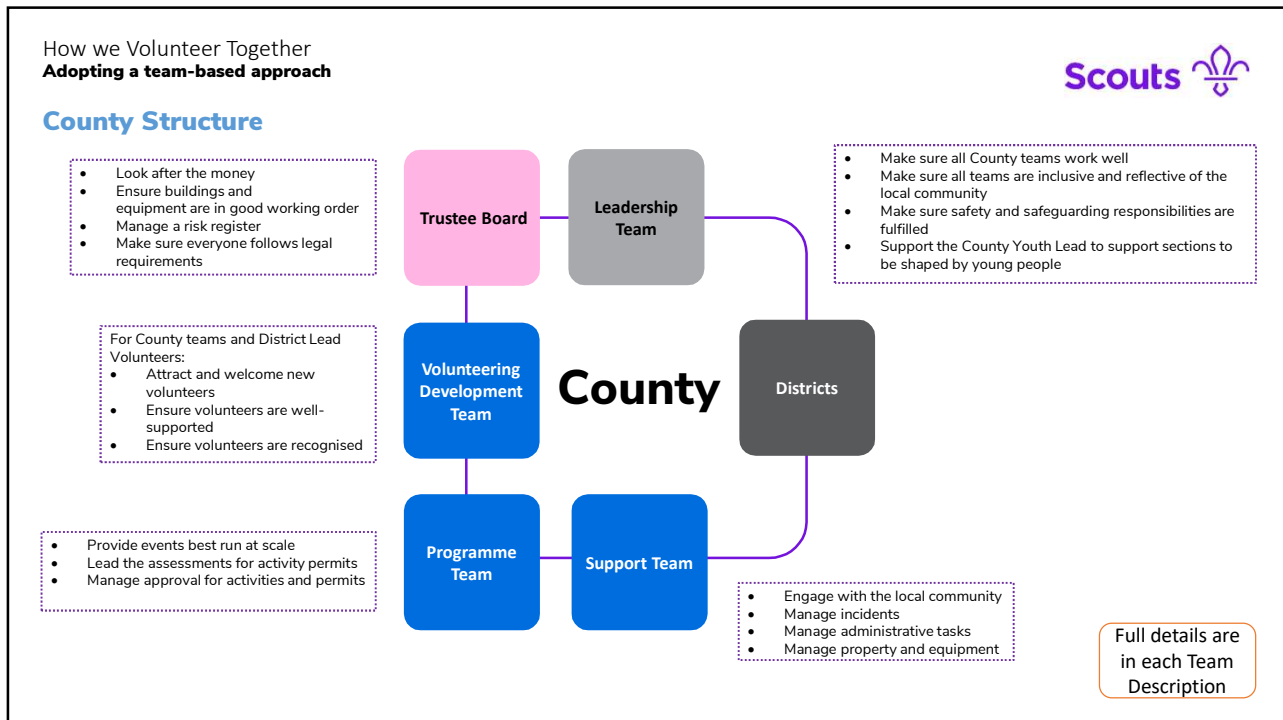 How we Volunteer Together
Adopting a team-based approach
Scouts
County Structure
• Look after the money
• Ensure buildings and
equipment are in good working order
• Manage a risk register
• Make sure everyone follows legal
requirements
Trustee Board
Leadership
Team
• Make sure all County teams work well
• Make sure all teams are inclusive and reflective of the
local community
• Make sure safety and safeguarding responsibilities are
fulfilled
• Support the County Youth Lead to support sections to
be shaped by young people
For County teams and District Lead
Volunteers:
• Attract and welcome new
volunteers
• Ensure volunteers are well-
supported
• Ensure volunteers are recognised
Volunteering
Development
Team
County
Districts
• Provide events best run at scale
• Lead the assessments for activity permits
• Manage approval for activities and permits
Programme
Team
Support Team
• Engage with the local community
• Manage incidents
• Manage administrative tasks
• Manage property and equipment
Full details are
in each Team
Description